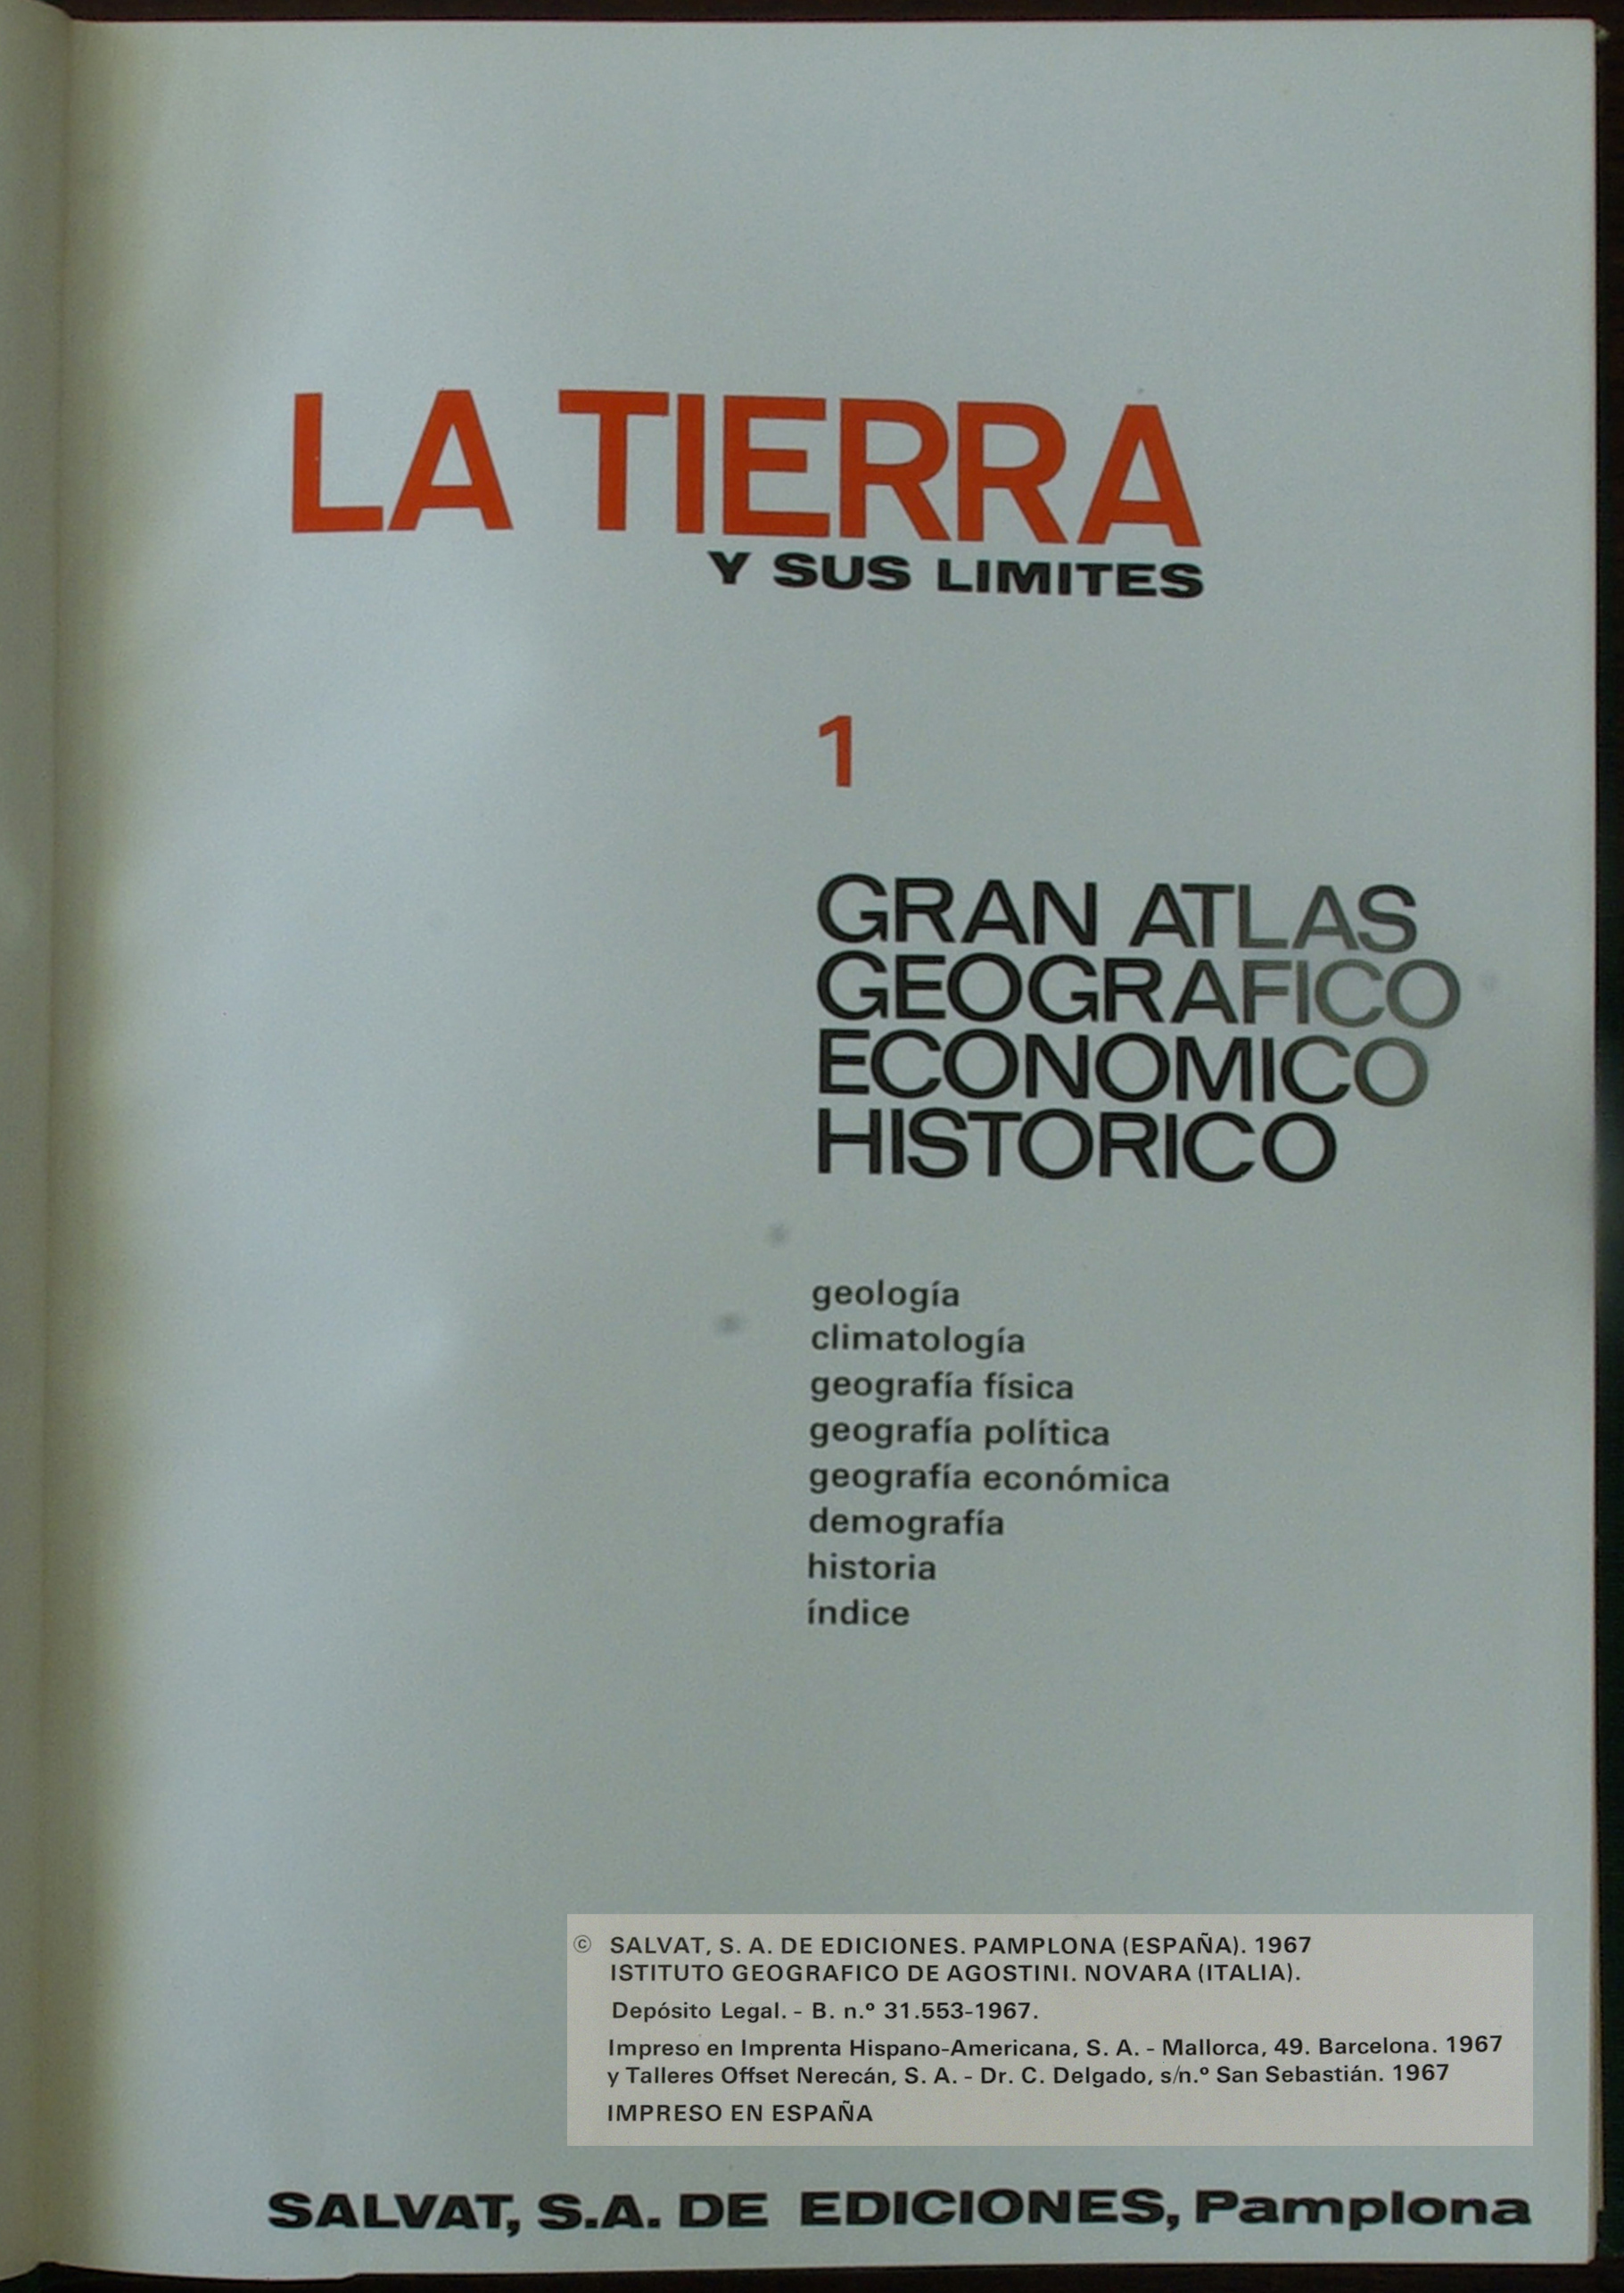 LA TIERRA
Y SUS LIMITES
1
GRAN ATLAS
GEOGRAFICO
ECONOMICO
HISTORICO
geología
climatología
geografía física
geografía política
geografía económica
demografía
historia
índice
© SALVAT, S. A. DE EDICIONES. PAMPLONA (ESPAÑA). 1967
ISTITUTO GEOGRAFICO DE AGOSTINI. NOVARA (ITALIA).
Depósito Legal. - B. n.º 31.553-1967.
Impreso en Imprenta Hispano-Americana, S. A. - Mallorca, 49. Barcelona. 1967
y Talleres Offset Nerecán, S. A. - Dr. C. Delgado, s/n.º San Sebastián. 1967
IMPRESO EN ESPAÑA
SALVAT, S.A. DE EDICIONES, Pamplona